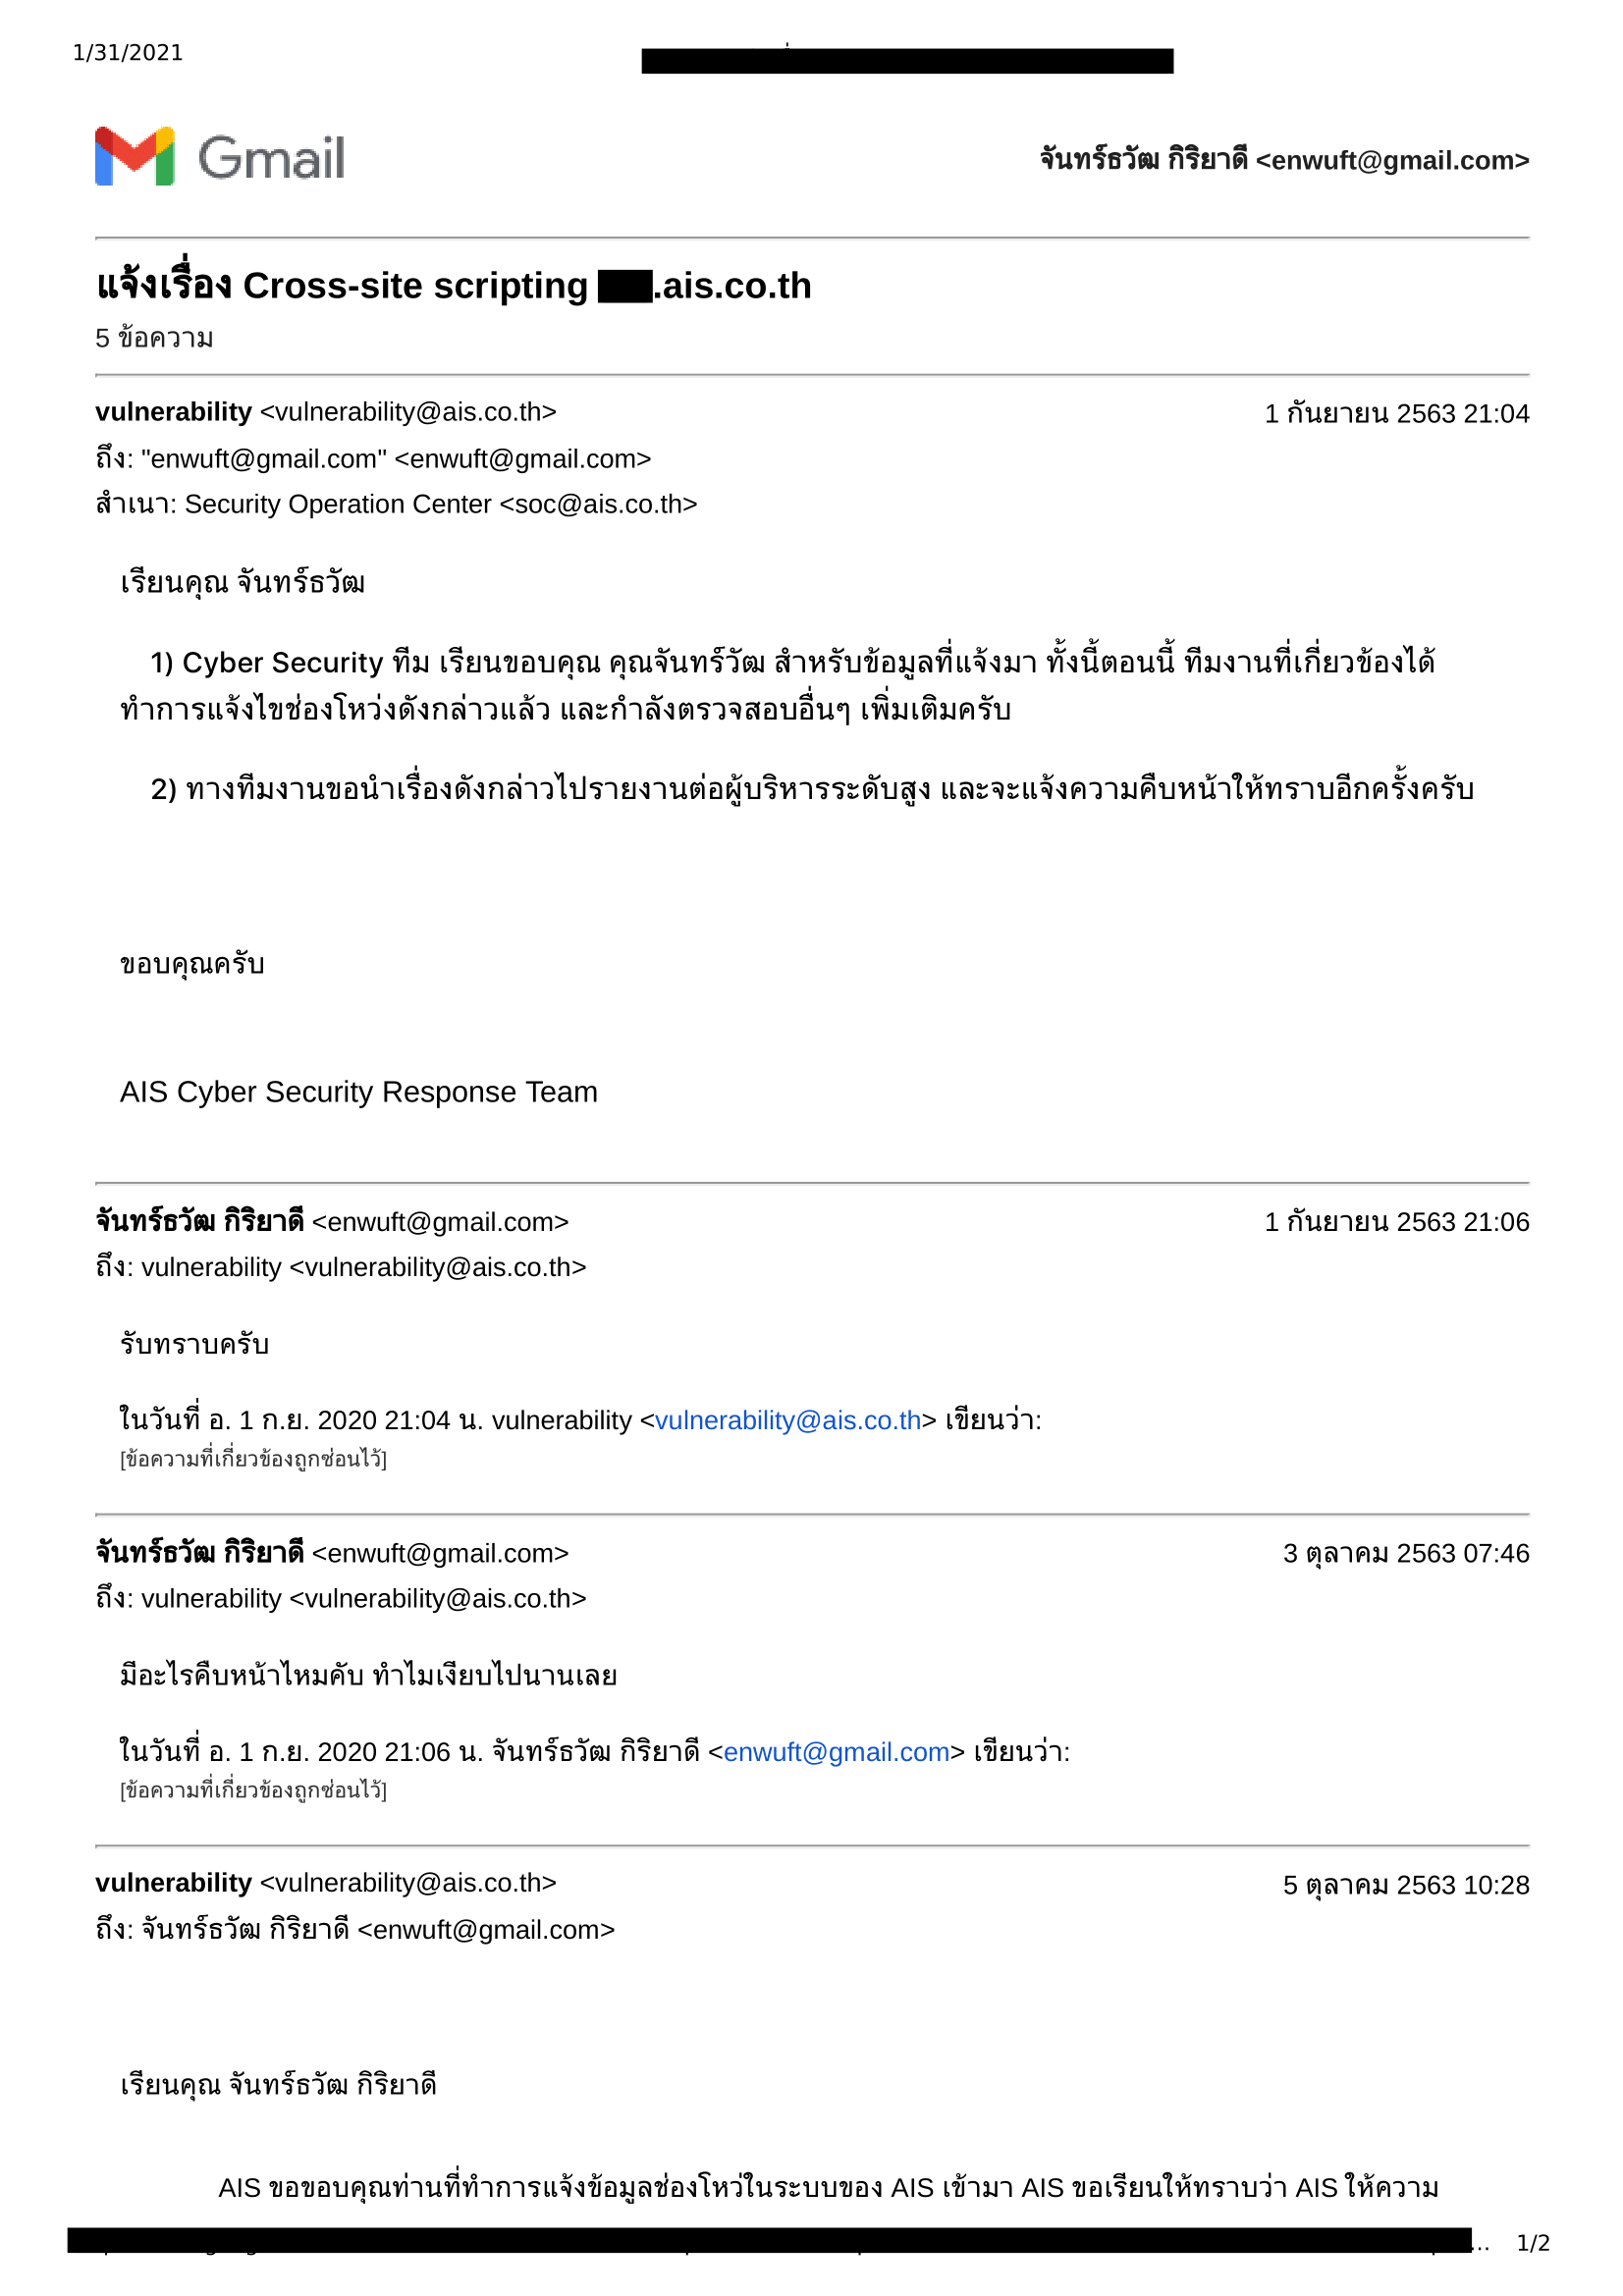 1/31/2021
Gmail
จันทร์ธวัฒ กิริยาดี <enwuft@gmail.com>
แจ้งเรื่อง Cross-site scripting .ais.co.th
5 ข้อความ
vulnerability <vulnerability@ais.co.th>
1 กันยายน 2563 21:04
ถึง: "enwuft@gmail.com" <enwuft@gmail.com>
สำเนา: Security Operation Center <soc@ais.co.th>
เรียนคุณ จันทร์ธวัฒ
1) Cyber Security ทีม เรียนขอบคุณ คุณจันทร์วัฒ สำหรับข้อมูลที่แจ้งมา ทั้งนี้ตอนนี้ ทีมงานที่เกี่ยวข้องได้
ทำการแจ้งไขช่องโหว่งดังกล่าวแล้ว และกำลังตรวจสอบอื่นๆ เพิ่มเติมครับ
2) ทางทีมงานขอนำเรื่องดังกล่าวไปรายงานต่อผู้บริหารระดับสูง และจะแจ้งความคืบหน้าให้ทราบอีกครั้งครับ
ขอบคุณครับ
AIS Cyber Security Response Team
จันทร์ธวัฒ กิริยาดี <enwuft@gmail.com>
1 กันยายน 2563 21:06
ถึง: vulnerability <vulnerability@ais.co.th>
รับทราบครับ
ในวันที่ อ. 1 ก.ย. 2020 21:04 น. vulnerability <vulnerability@ais.co.th> เขียนว่า:
[ข้อความที่เกี่ยวข้องถูกซ่อนไว้]
จันทร์ธวัฒ กิริยาดี <enwuft@gmail.com>
3 ตุลาคม 2563 07:46
ถึง: vulnerability <vulnerability@ais.co.th>
มีอะไรคืบหน้าไหมคับ ทำไมเงียบไปนานเลย
ในวันที่ อ. 1 ก.ย. 2020 21:06 น. จันทร์ธวัฒ กิริยาดี <enwuft@gmail.com> เขียนว่า:
[ข้อความที่เกี่ยวข้องถูกซ่อนไว้]
vulnerability <vulnerability@ais.co.th>
5 ตุลาคม 2563 10:28
ถึง: จันทร์ธวัฒ กิริยาดี <enwuft@gmail.com>
เรียนคุณ จันทร์ธวัฒ กิริยาดี
AIS ขอขอบคุณท่านที่ทำการแจ้งข้อมูลช่องโหว่ในระบบของ AIS เข้ามา AIS ขอเรียนให้ทราบว่า AIS ให้ความ
… 1/2